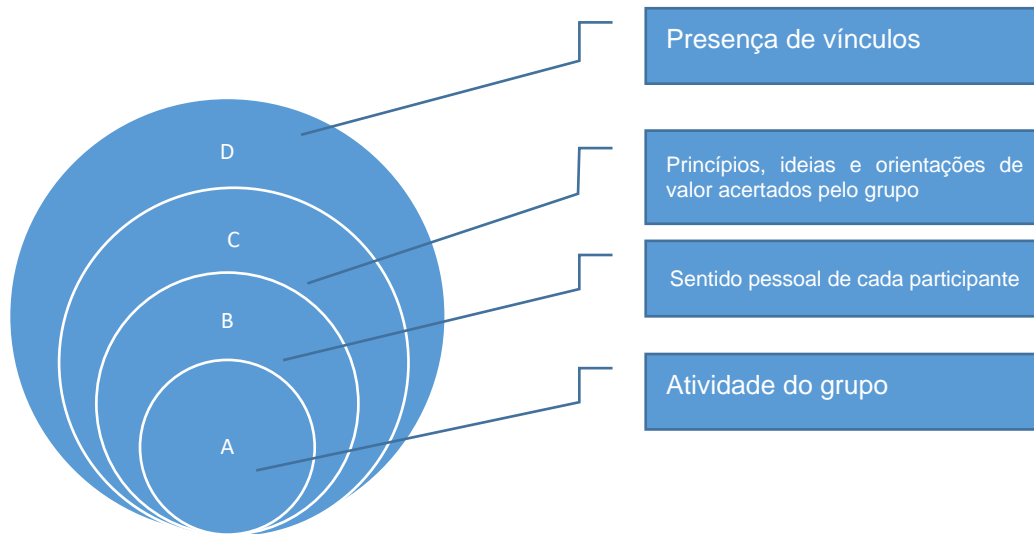 Presença de vínculos
D
Princípios, ideias e orientações de
valor acertados pelo grupo
C
Sentido pessoal de cada participante
B
Atividade do grupo
A